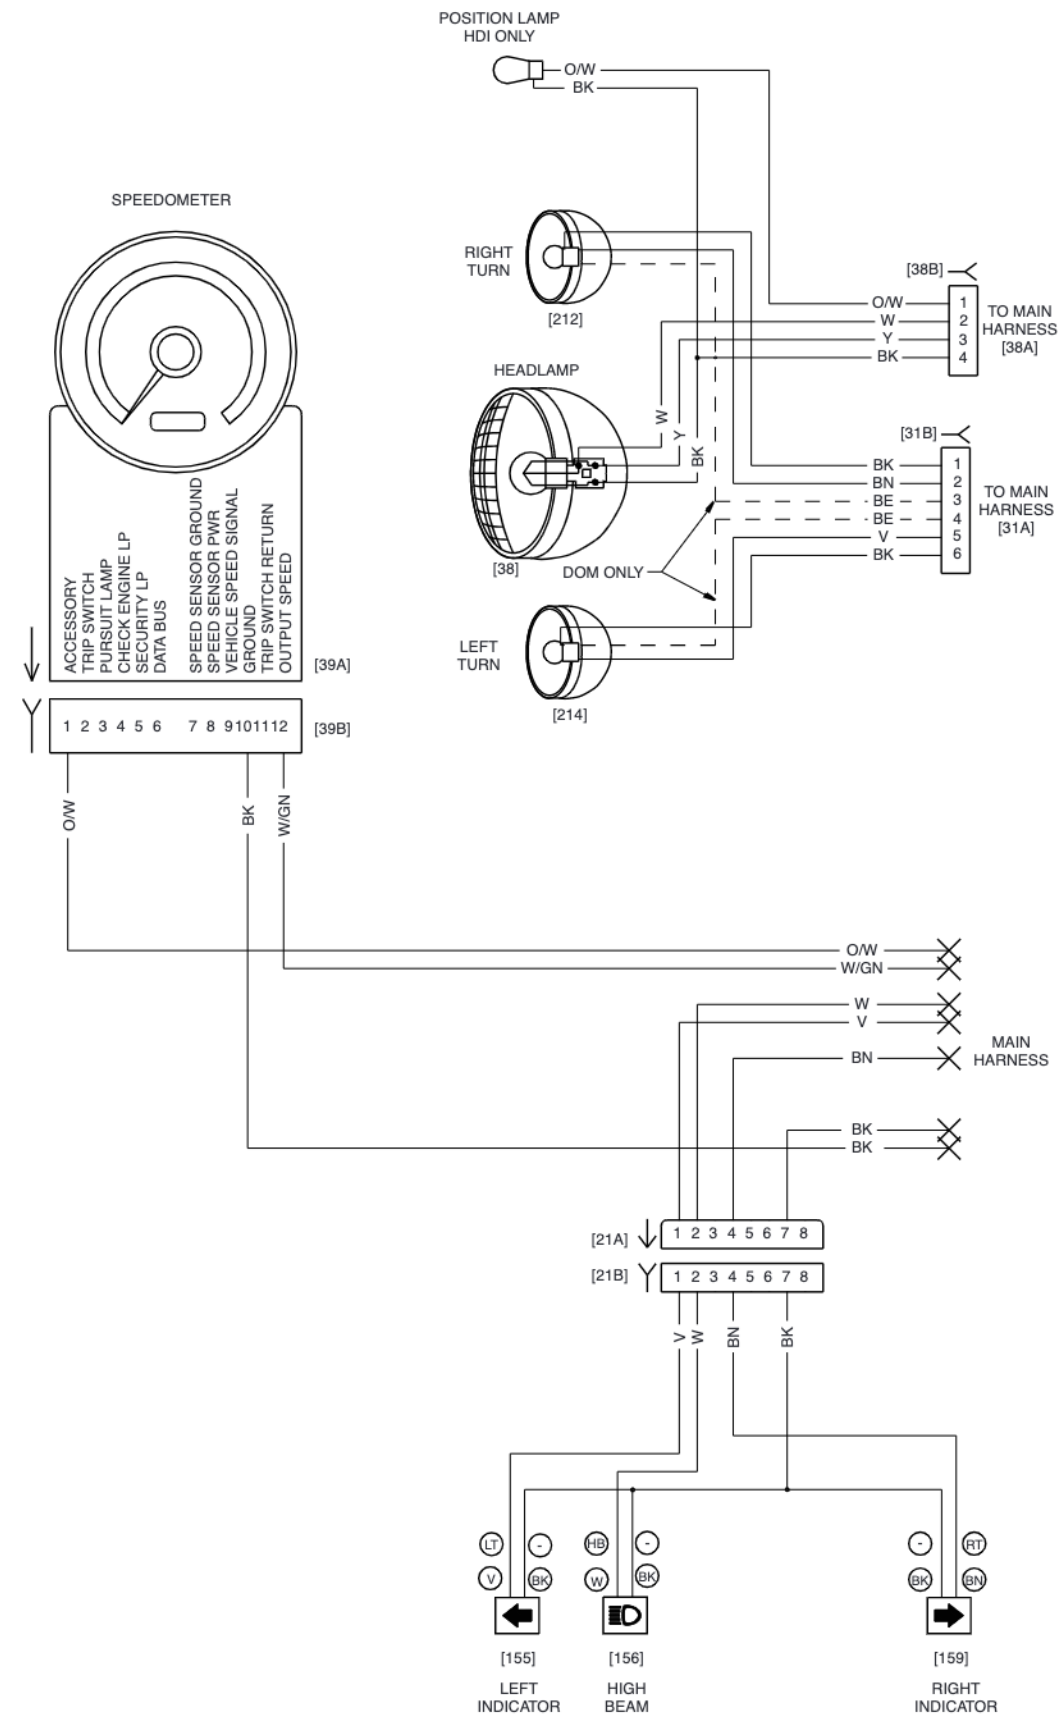 POSITION LAMP
HDI ONLY
O/W
BK
SPEEDOMETER
RIGHT
TURN
[212]
[38B]
O/W 1
W 2
Y 3
BK 4
TO MAIN
HARNESS
[38A]
HEADLAMP
W
Y
BK
[38]
[31B]
BK 1
BN 2
BE 3
BE 4
V 5
BK 6
TO MAIN
HARNESS
[31A]
DOM ONLY
LEFT
TURN
[214]
ACCESSORY
TRIP SWITCH
PURSUIT LAMP
CHECK ENGINE LP
SECURITY LP
DATA BUS
SPEED SENSOR GROUND
SPEED SENSOR PWR
VEHICLE SPEED SIGNAL
GROUND
TRIP SWITCH RETURN
OUTPUT SPEED
[39A]
1 2 3 4 5 6 7 8 9 10 11 12
[39B]
O/W
BK
W/GN
O/W
W/GN
W
V
BN
BK
BK
MAIN
HARNESS
[21A]
1 2 3 4 5 6 7 8
[21B]
1 2 3 4 5 6 7 8
V
W
BN
BK
LT - HB - - RT
V BK W BK BK BN
[155] [156] [159]
LEFT
INDICATOR
HIGH
BEAM
RIGHT
INDICATOR